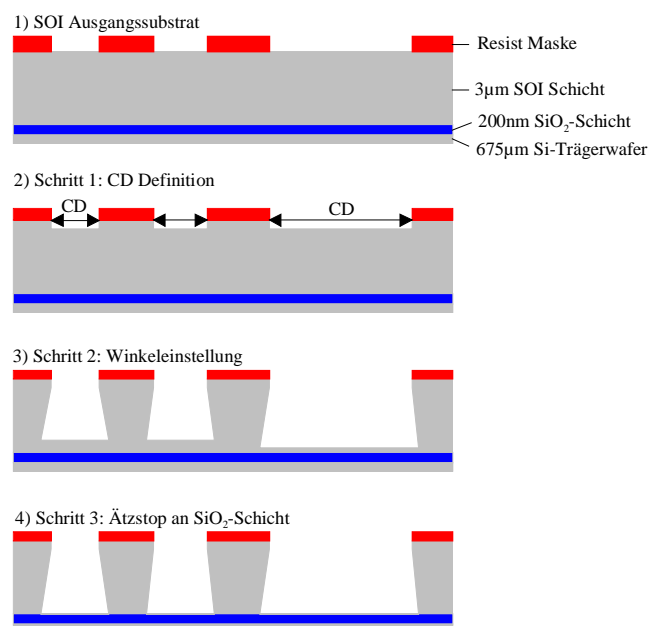 1) SOI Ausgangssubstrat
Resist Maske
3µm SOI Schicht
200nm SiO₂-Schicht
675µm Si-Trägerwafer
2) Schritt 1: CD Definition
CD
CD
3) Schritt 2: Winkeleinstellung
4) Schritt 3: Ätzstop an SiO₂-Schicht